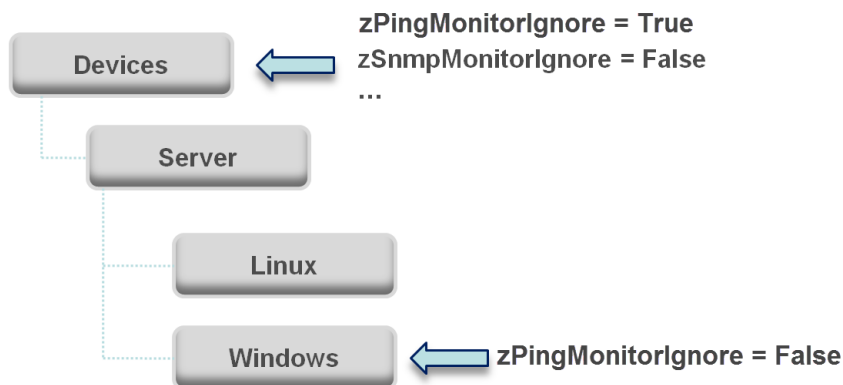 zPingMonitorIgnore = True
Devices
zSnmpMonitorIgnore = False
...
Server
Linux
Windows
zPingMonitorIgnore = False